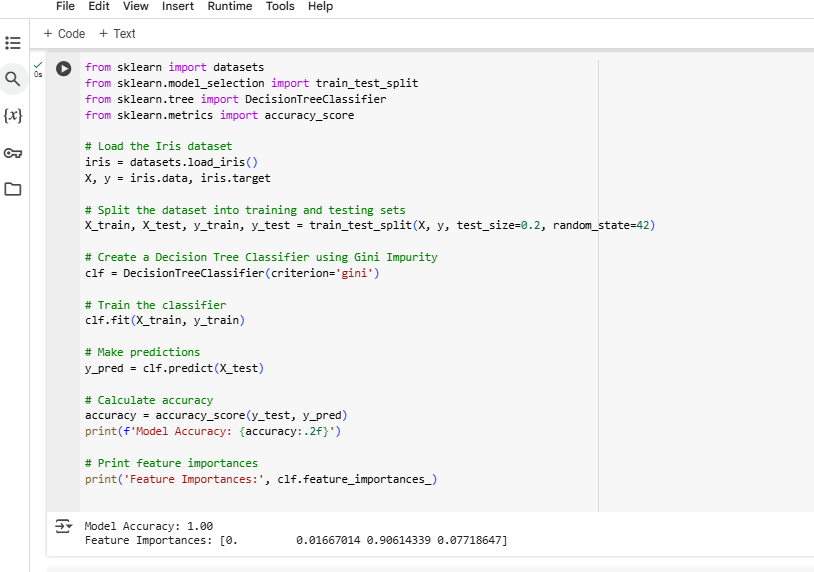 File Edit View Insert Runtime Tools Help
+ Code + Text
{x}
0s
from sklearn import datasets
from sklearn.model_selection import train_test_split
from sklearn.tree import DecisionTreeClassifier
from sklearn.metrics import accuracy_score
# Load the Iris dataset
iris = datasets.load_iris()
X, y = iris.data, iris.target
# Split the dataset into training and testing sets
X_train, X_test, y_train, y_test = train_test_split(X, y, test_size=0.2, random_state=42)
# Create a Decision Tree Classifier using Gini Impurity
clf = DecisionTreeClassifier(criterion='gini')
# Train the classifier
clf.fit(X_train, y_train)
# Make predictions
y_pred = clf.predict(X_test)
# Calculate accuracy
accuracy = accuracy_score(y_test, y_pred)
print(f'Model Accuracy: {accuracy:.2f}')
# Print feature importances
print('Feature Importances:', clf.feature_importances_)
Model Accuracy: 1.00
Feature Importances: [0.         0.01667014 0.90614339 0.07718647]